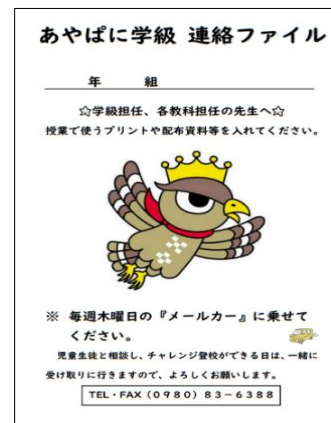 あやぱに学級 連絡ファイル
年　組
☆学級担任、各教科担任の先生へ☆
授業で使うプリントや配布資料等を入れてください。
※ 毎週木曜日の『メールカー』に乗せて
ください。
児童生徒と相談し、チャレンジ登校ができる日は、一緒に
受け取りに行きますので、よろしくお願いします。
TEL・FAX（0980）83－6388